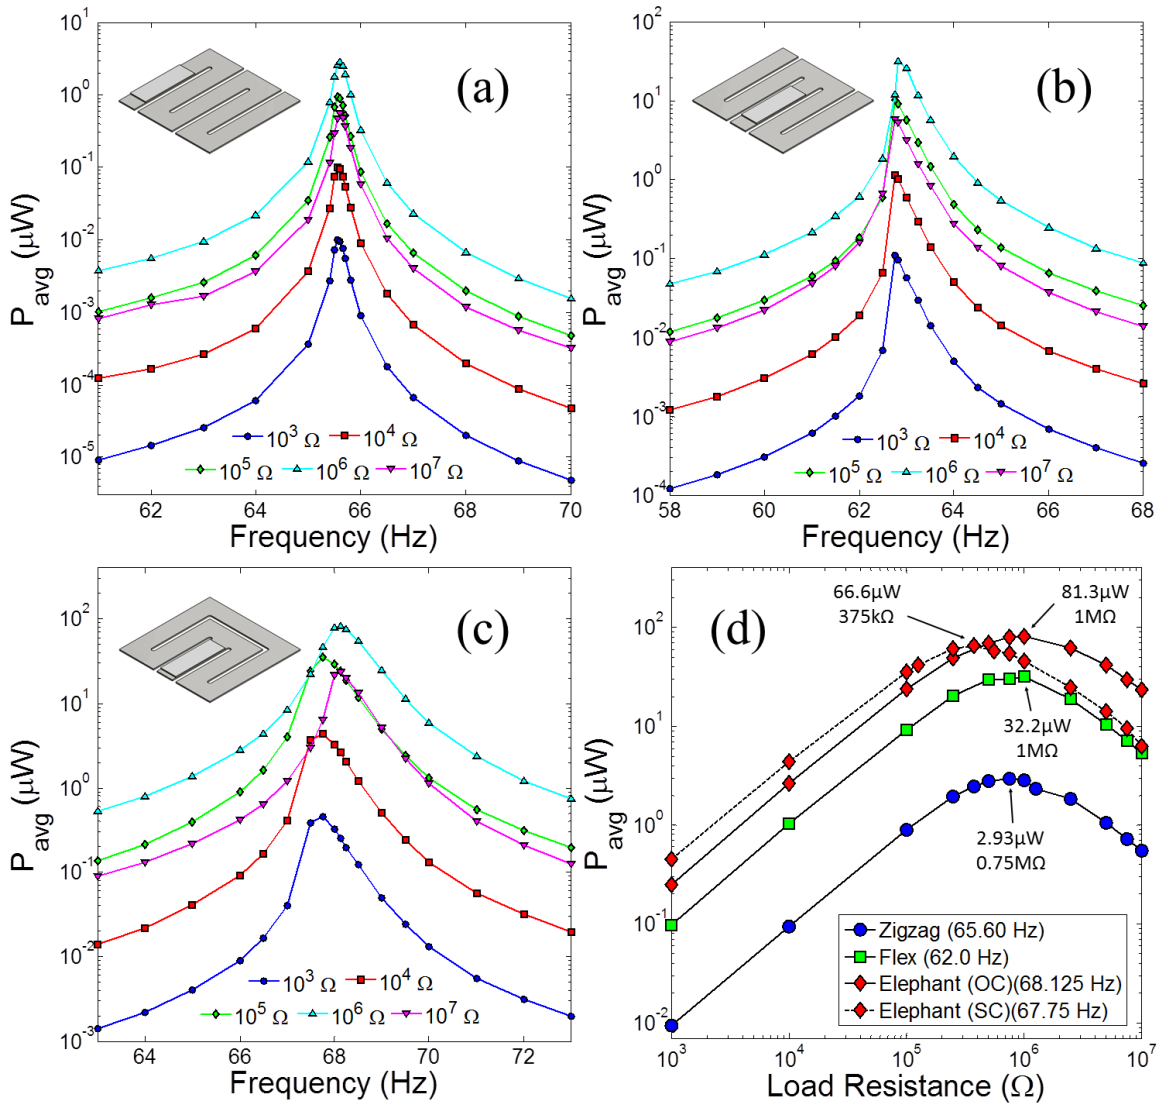 (a)
P_avg (μW)
10^1
10^0
10^-1
10^-2
10^-3
10^-4
10^-5
10^3 Ω 10^4 Ω
10^5 Ω 10^6 Ω 10^7 Ω
62 64 66 68 70
Frequency (Hz)
(b)
P_avg (μW)
10^2
10^1
10^0
10^-1
10^-2
10^-3
10^-4
10^3 Ω 10^4 Ω
10^5 Ω 10^6 Ω 10^7 Ω
58 60 62 64 66 68
Frequency (Hz)
(c)
P_avg (μW)
10^2
10^1
10^0
10^-1
10^-2
10^-3
10^3 Ω 10^4 Ω
10^5 Ω 10^6 Ω 10^7 Ω
64 66 68 70 72
Frequency (Hz)
(d)
P_avg (μW)
10^2
10^1
10^0
10^-1
10^-2
66.6μW
375kΩ
81.3μW
1MΩ
32.2μW
1MΩ
2.93μW
0.75MΩ
Zigzag (65.60 Hz)
Flex (62.0 Hz)
Elephant (OC)(68.125 Hz)
Elephant (SC)(67.75 Hz)
10^3 10^4 10^5 10^6 10^7
Load Resistance (Ω)